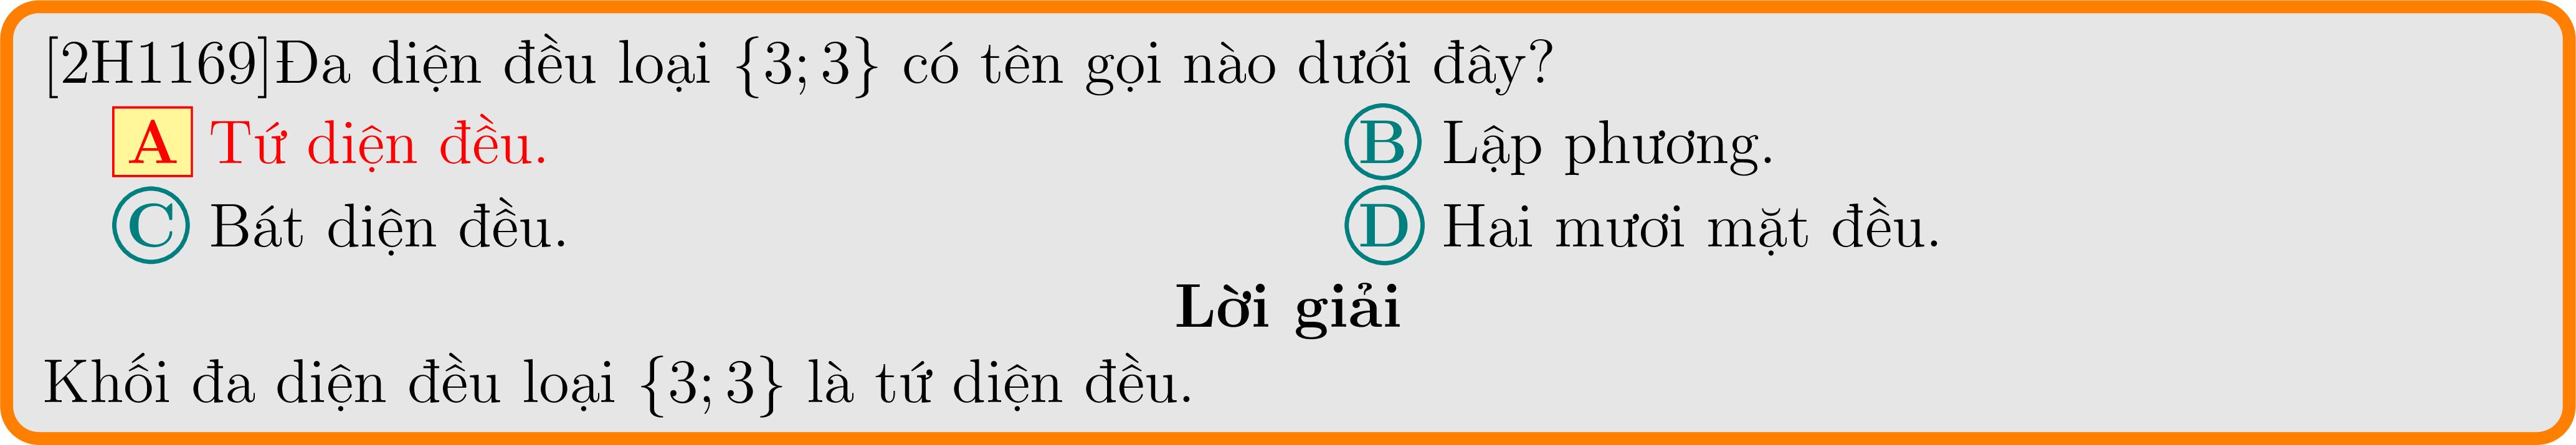 [2H1169]Đa diện đều loại {3; 3} có tên gọi nào dưới đây?
A Tứ diện đều. B Lập phương.
C Bát diện đều. D Hai mươi mặt đều.
Lời giải
Khối đa diện đều loại {3; 3} là tứ diện đều.